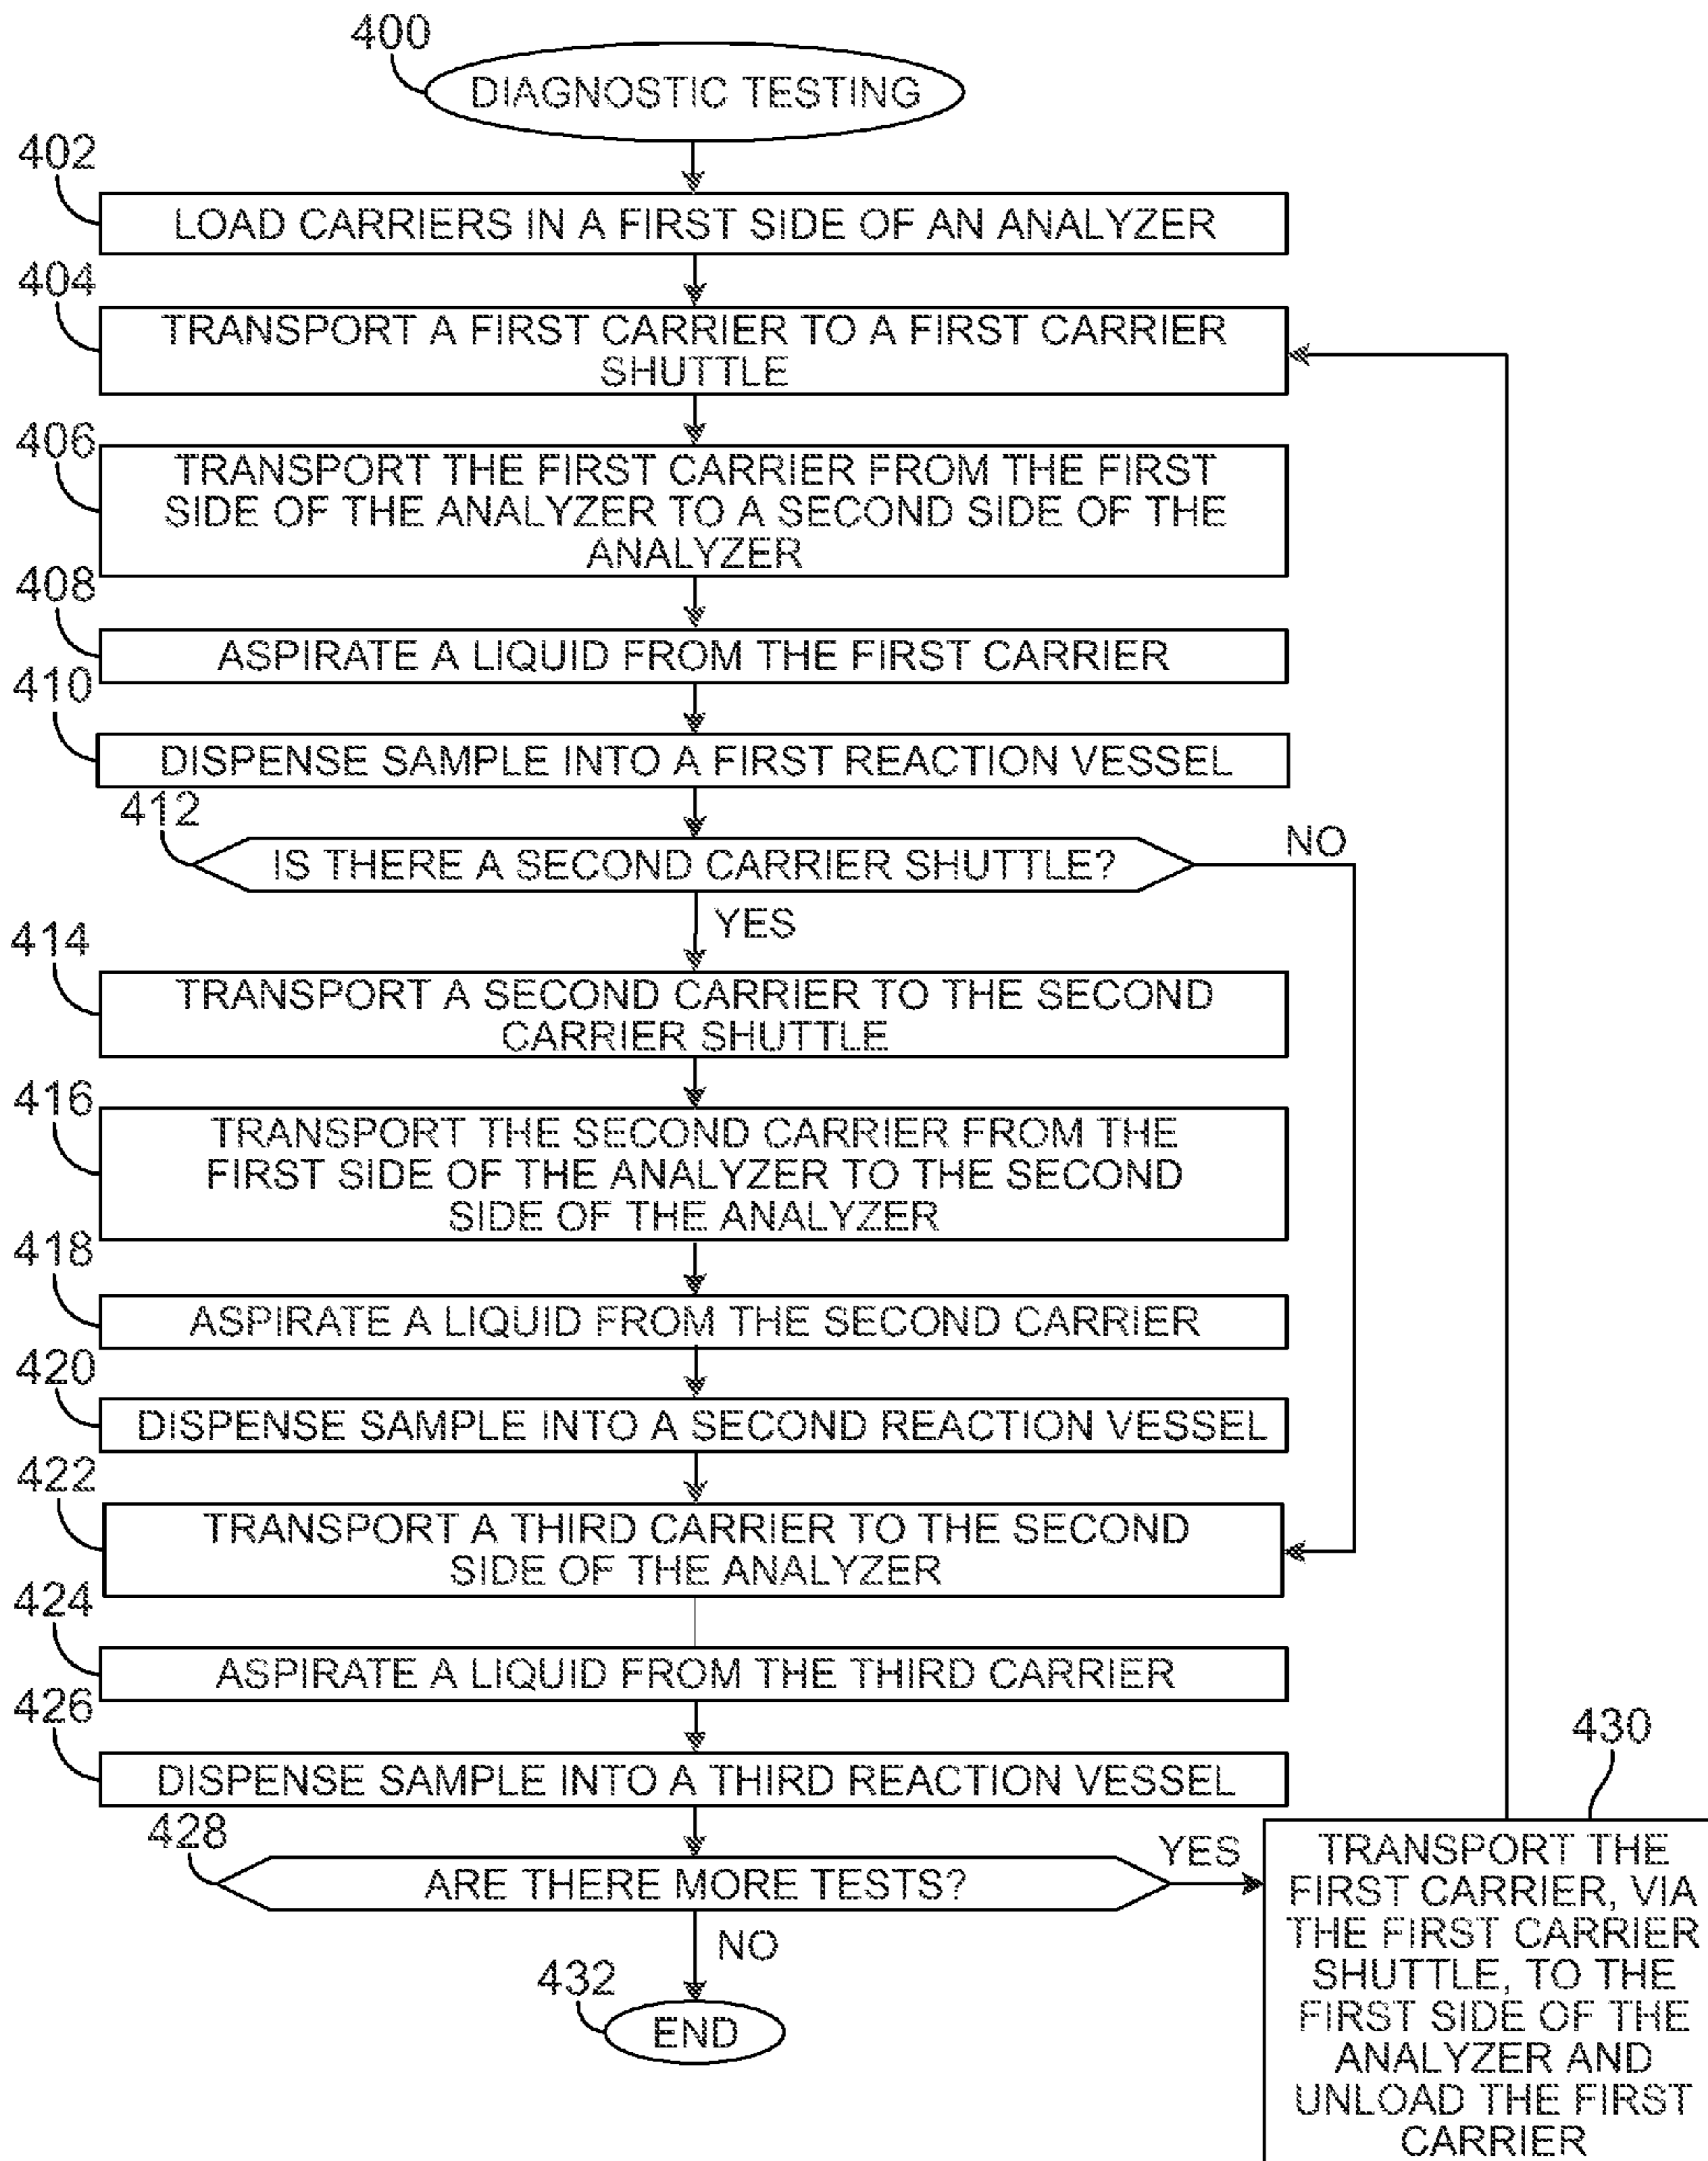 400
DIAGNOSTIC TESTING
402
LOAD CARRIERS IN A FIRST SIDE OF AN ANALYZER
404
TRANSPORT A FIRST CARRIER TO A FIRST CARRIER
SHUTTLE
406
TRANSPORT THE FIRST CARRIER FROM THE FIRST
SIDE OF THE ANALYZER TO A SECOND SIDE OF THE
ANALYZER
408
ASPIRATE A LIQUID FROM THE FIRST CARRIER
410
DISPENSE SAMPLE INTO A FIRST REACTION VESSEL
412
IS THERE A SECOND CARRIER SHUTTLE?
NO
YES
414
TRANSPORT A SECOND CARRIER TO THE SECOND
CARRIER SHUTTLE
416
TRANSPORT THE SECOND CARRIER FROM THE
FIRST SIDE OF THE ANALYZER TO THE SECOND
SIDE OF THE ANALYZER
418
ASPIRATE A LIQUID FROM THE SECOND CARRIER
420
DISPENSE SAMPLE INTO A SECOND REACTION VESSEL
422
TRANSPORT A THIRD CARRIER TO THE SECOND
SIDE OF THE ANALYZER
424
ASPIRATE A LIQUID FROM THE THIRD CARRIER
426
DISPENSE SAMPLE INTO A THIRD REACTION VESSEL
428
ARE THERE MORE TESTS?
YES
NO
430
TRANSPORT THE
FIRST CARRIER, VIA
THE FIRST CARRIER
SHUTTLE, TO THE
FIRST SIDE OF THE
ANALYZER AND
UNLOAD THE FIRST
CARRIER
432
END